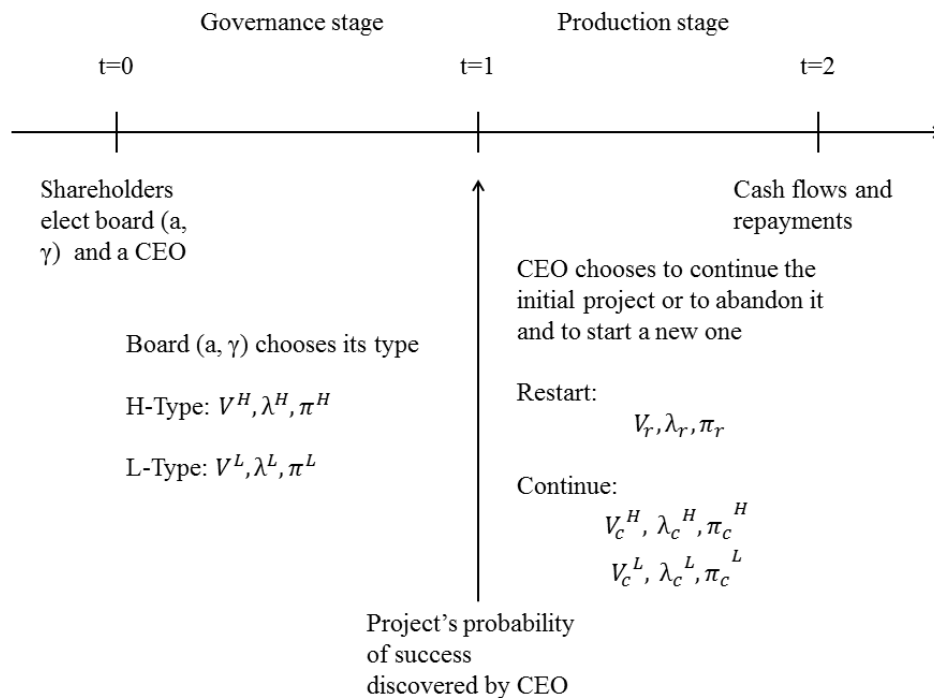 Governance stage
Production stage
t=0
t=1
t=2
Shareholders
elect board (a,
γ) and a CEO
Board (a, γ) chooses its type
H-Type: V^H, λ^H, π^H
L-Type: V^L, λ^L, π^L
Project’s probability
of success
discovered by CEO
Cash flows and
repayments
CEO chooses to continue the
initial project or to abandon it
and to start a new one
Restart:
V_r, λ_r, π_r
Continue:
V_c^H, λ_c^H, π_c^H
V_c^L, λ_c^L, π_c^L